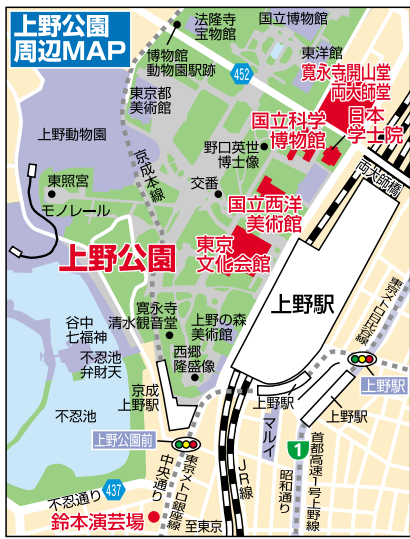 上野公園
周辺MAP
法隆寺
宝物館
国立博物館
博物館
動物園駅跡
東洋館
452
寛永寺開山堂
両大師堂
東京都
美術館
国立科学
博物館
日本
学士院
上野動物園
野口英世
博士像
京成本線
両大師橋
東照宮
交番
モノレール
国立西洋
美術館
上野公園
東京
文化会館
東京メトロ日比谷線
上野駅
寛永寺
清水観音堂
上野の森
美術館
谷中
七福神
不忍池
弁財天
西郷
隆盛像
京成
上野駅
上野駅
上野駅
上野駅
不忍池
マルイ
上野公園前
1
首都高速1号上野線
昭和通り
JR線
東京メトロ銀座線
中央通り
不忍通り
437
鈴本演芸場
至東京